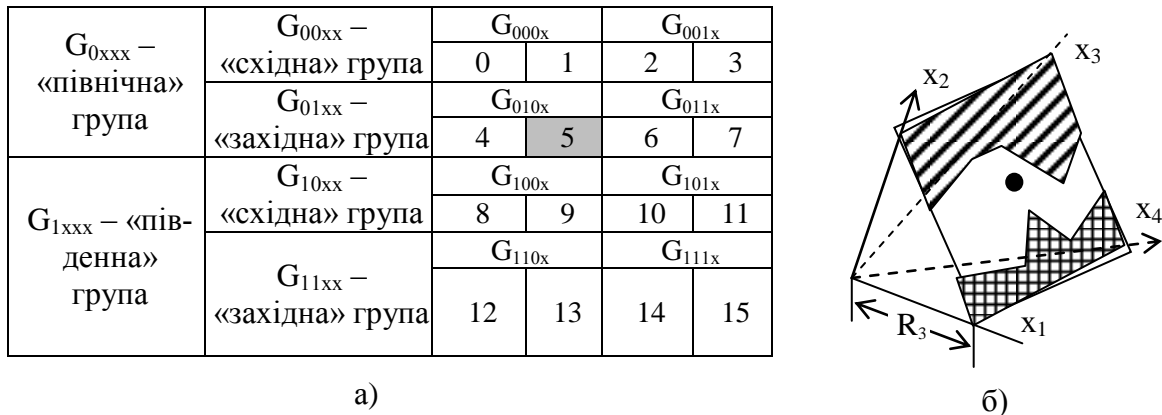 G0xxx –
«північна»
група
G00xx –
«східна» група
G000x G001x
0 1 2 3
G01xx –
«західна» група
G010x G011x
4 5 6 7
G1xxx – «пів-
денна»
група
G10xx –
«східна» група
G100x G101x
8 9 10 11
G11xx –
«західна» група
G110x G111x
12 13 14 15
а)
x2
x3
x4
R3
x1
б)